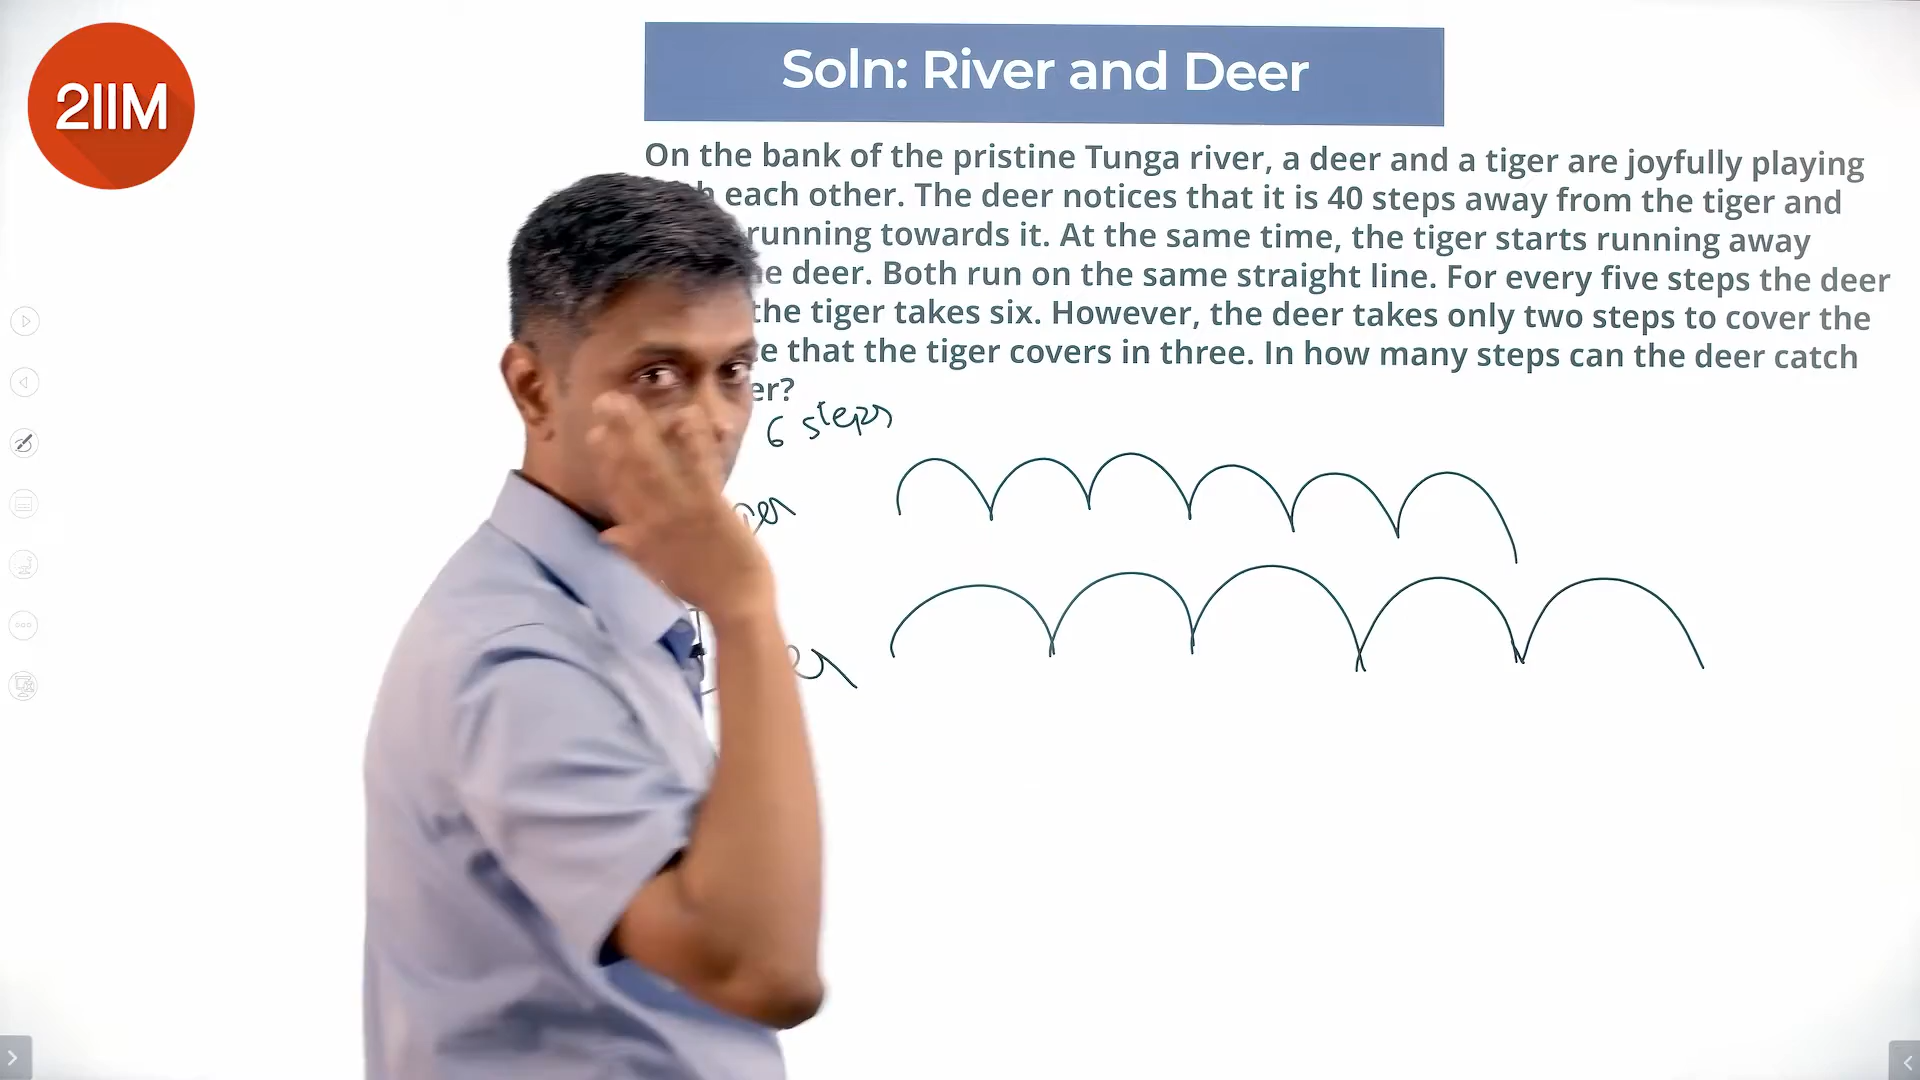 2IIM
Soln: River and Deer
On the bank of the pristine Tunga river, a deer and a tiger are joyfully playing
each other. The deer notices that it is 40 steps away from the tiger and
running towards it. At the same time, the tiger starts running away
deer. Both run on the same straight line. For every five steps the deer
the tiger takes six. However, the deer takes only two steps to cover the
that the tiger covers in three. In how many steps can the deer catch
6 steps